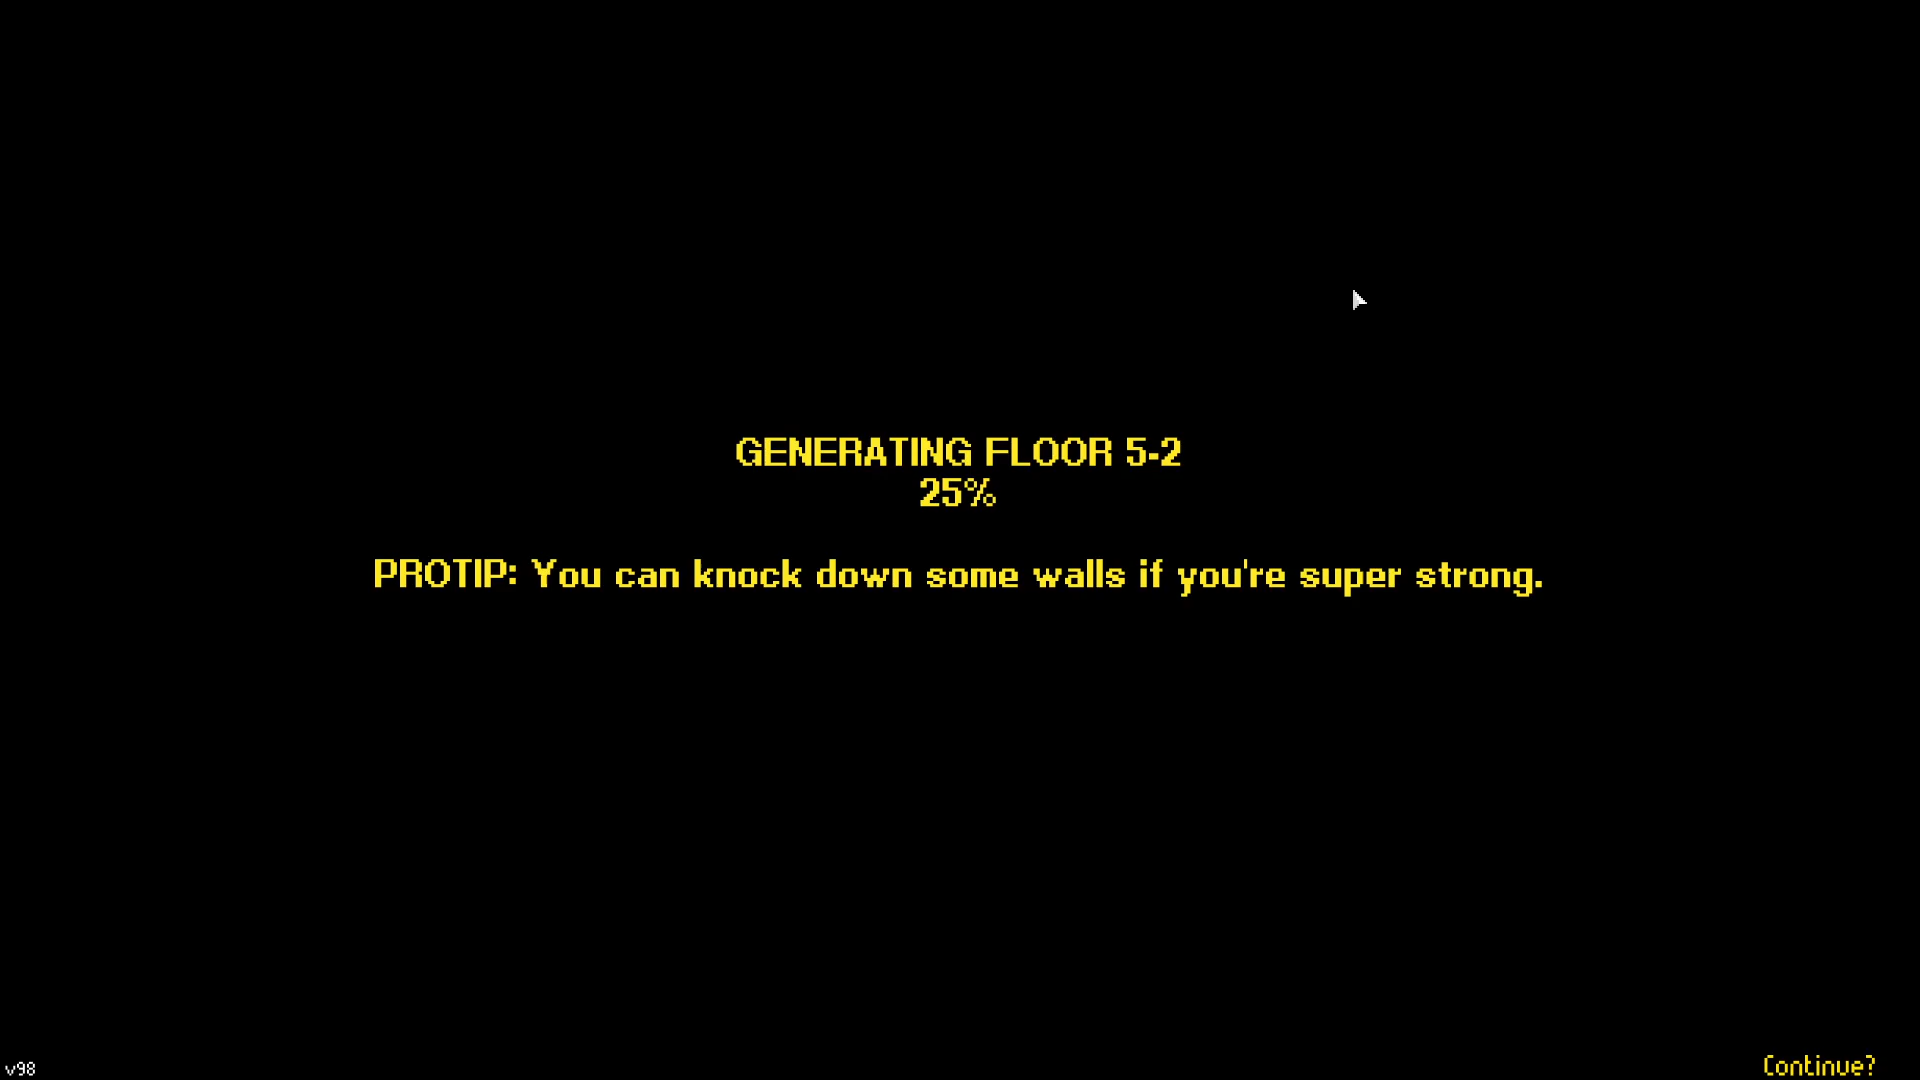 GENERATING FLOOR 5-2
25%
PROTIP: You can knock down some walls if you're super strong.
v98
Continue?